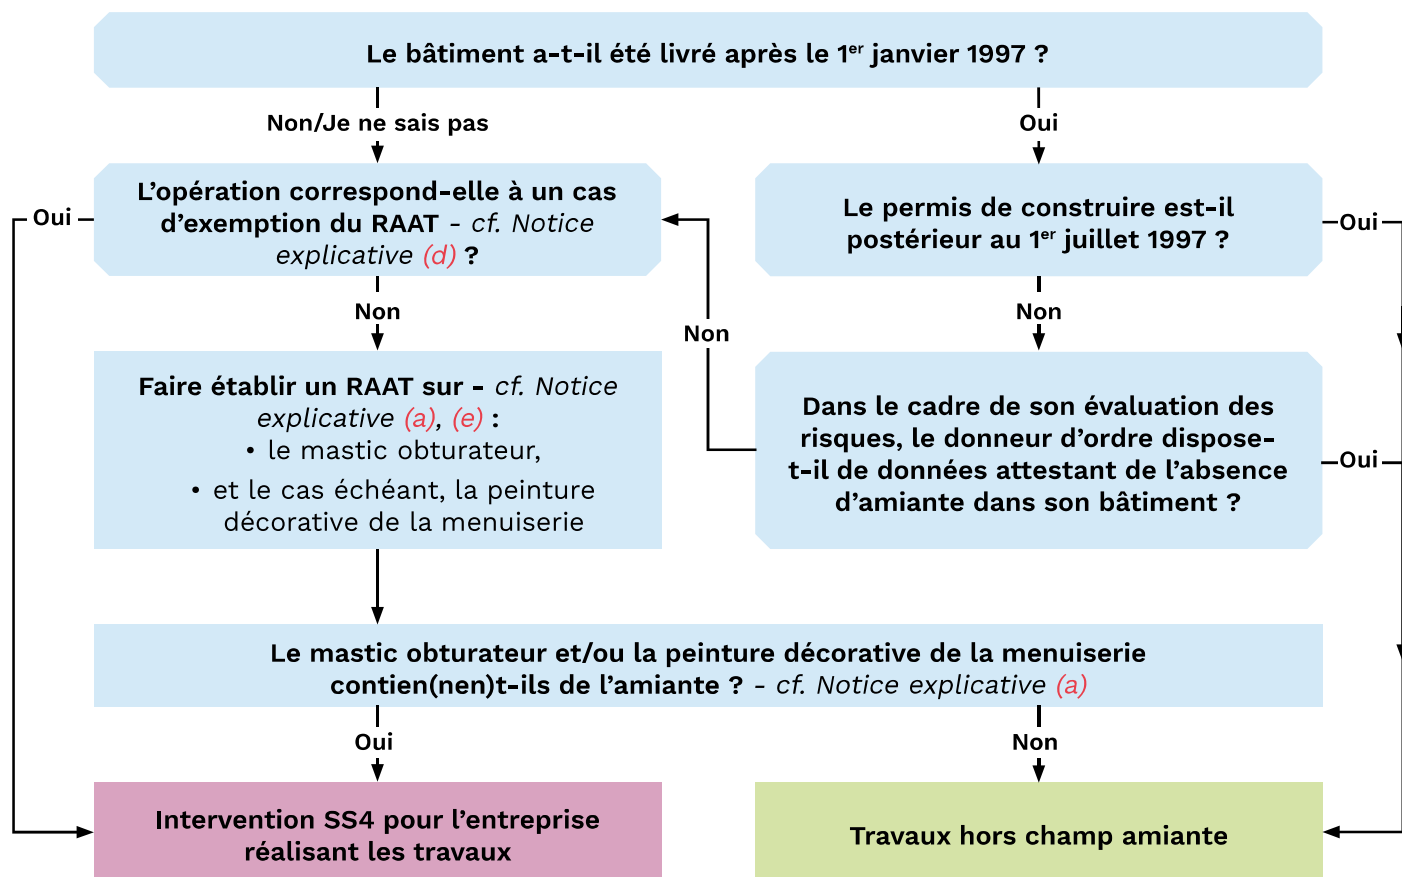 Le bâtiment a-t-il été livré après le 1er janvier 1997 ?
Non/Je ne sais pas
Oui
L’opération correspond-elle à un cas
d’exemption du RAAT - cf. Notice
explicative (d) ?
Oui
Le permis de construire est-il
postérieur au 1er juillet 1997 ?
Oui
Non
Non
Non
Faire établir un RAAT sur - cf. Notice
explicative (a), (e) :
• le mastic obturateur,
• et le cas échéant, la peinture
décorative de la menuiserie
Dans le cadre de son évaluation des
risques, le donneur d’ordre dispose-
t-il de données attestant de l’absence
d’amiante dans son bâtiment ?
Oui
Le mastic obturateur et/ou la peinture décorative de la menuiserie
contien(nen)t-ils de l’amiante ? - cf. Notice explicative (a)
Oui
Non
Intervention SS4 pour l’entreprise
réalisant les travaux
Travaux hors champ amiante